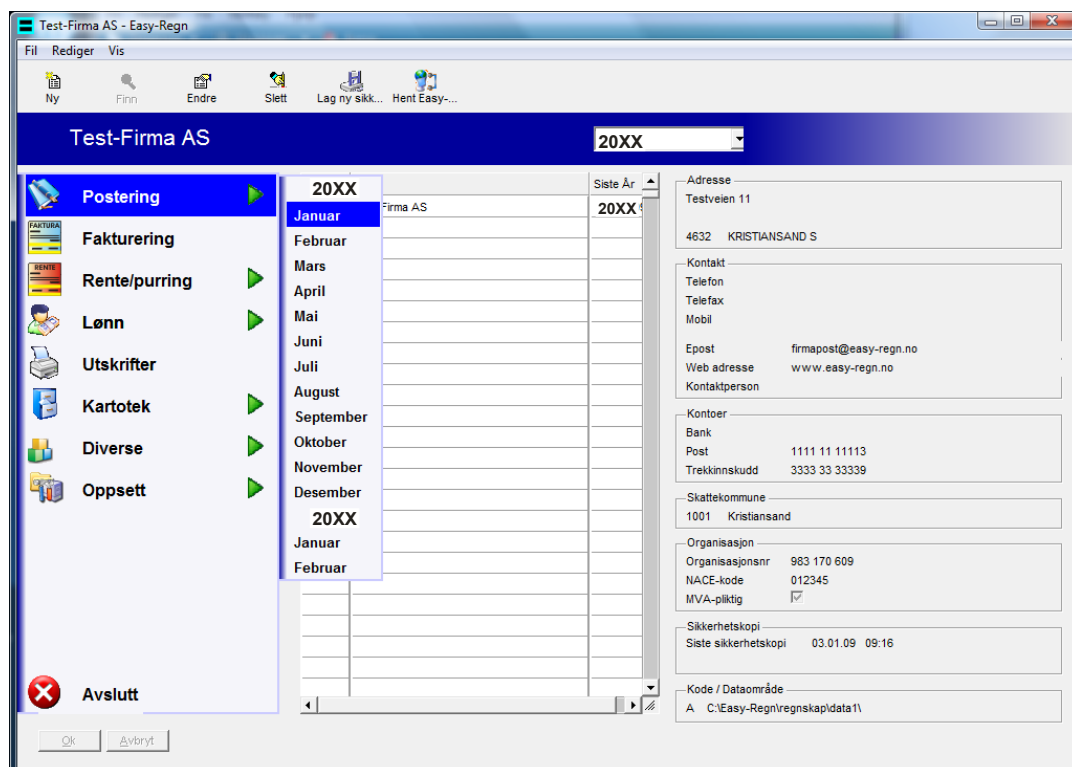 Test-Firma AS - Easy-Regn
Fil Rediger Vis
Ny Finn Endre Slett Lag ny sikk... Hent Easy-...
Test-Firma AS 20XX
Postering
Fakturering
Rente/purring
Lønn
Utskrifter
Kartotek
Diverse
Oppsett
Avslutt
FAKTURA
RENTE
20XX
Januar
Februar
Mars
April
Mai
Juni
Juli
August
September
Oktober
November
Desember
20XX
Januar
Februar
Siste År
Firma AS 20XX
Adresse
Testveien 11
4632 KRISTIANSAND S
Kontakt
Telefon
Telefax
Mobil
Epost firmapost@easy-regn.no
Web adresse www.easy-regn.no
Kontaktperson
Kontoer
Bank
Post 1111 11 11113
Trekkinnskudd 3333 33 33339
Skattekommune
1001 Kristiansand
Organisasjon
Organisasjonsnr 983 170 609
NACE-kode 012345
MVA-pliktig
Sikkerhetskopi
Siste sikkerhetskopi 03.01.09 09:16
Kode / Dataområde
A C:\Easy-Regn\regnskap\data1\
Ok Avbryt